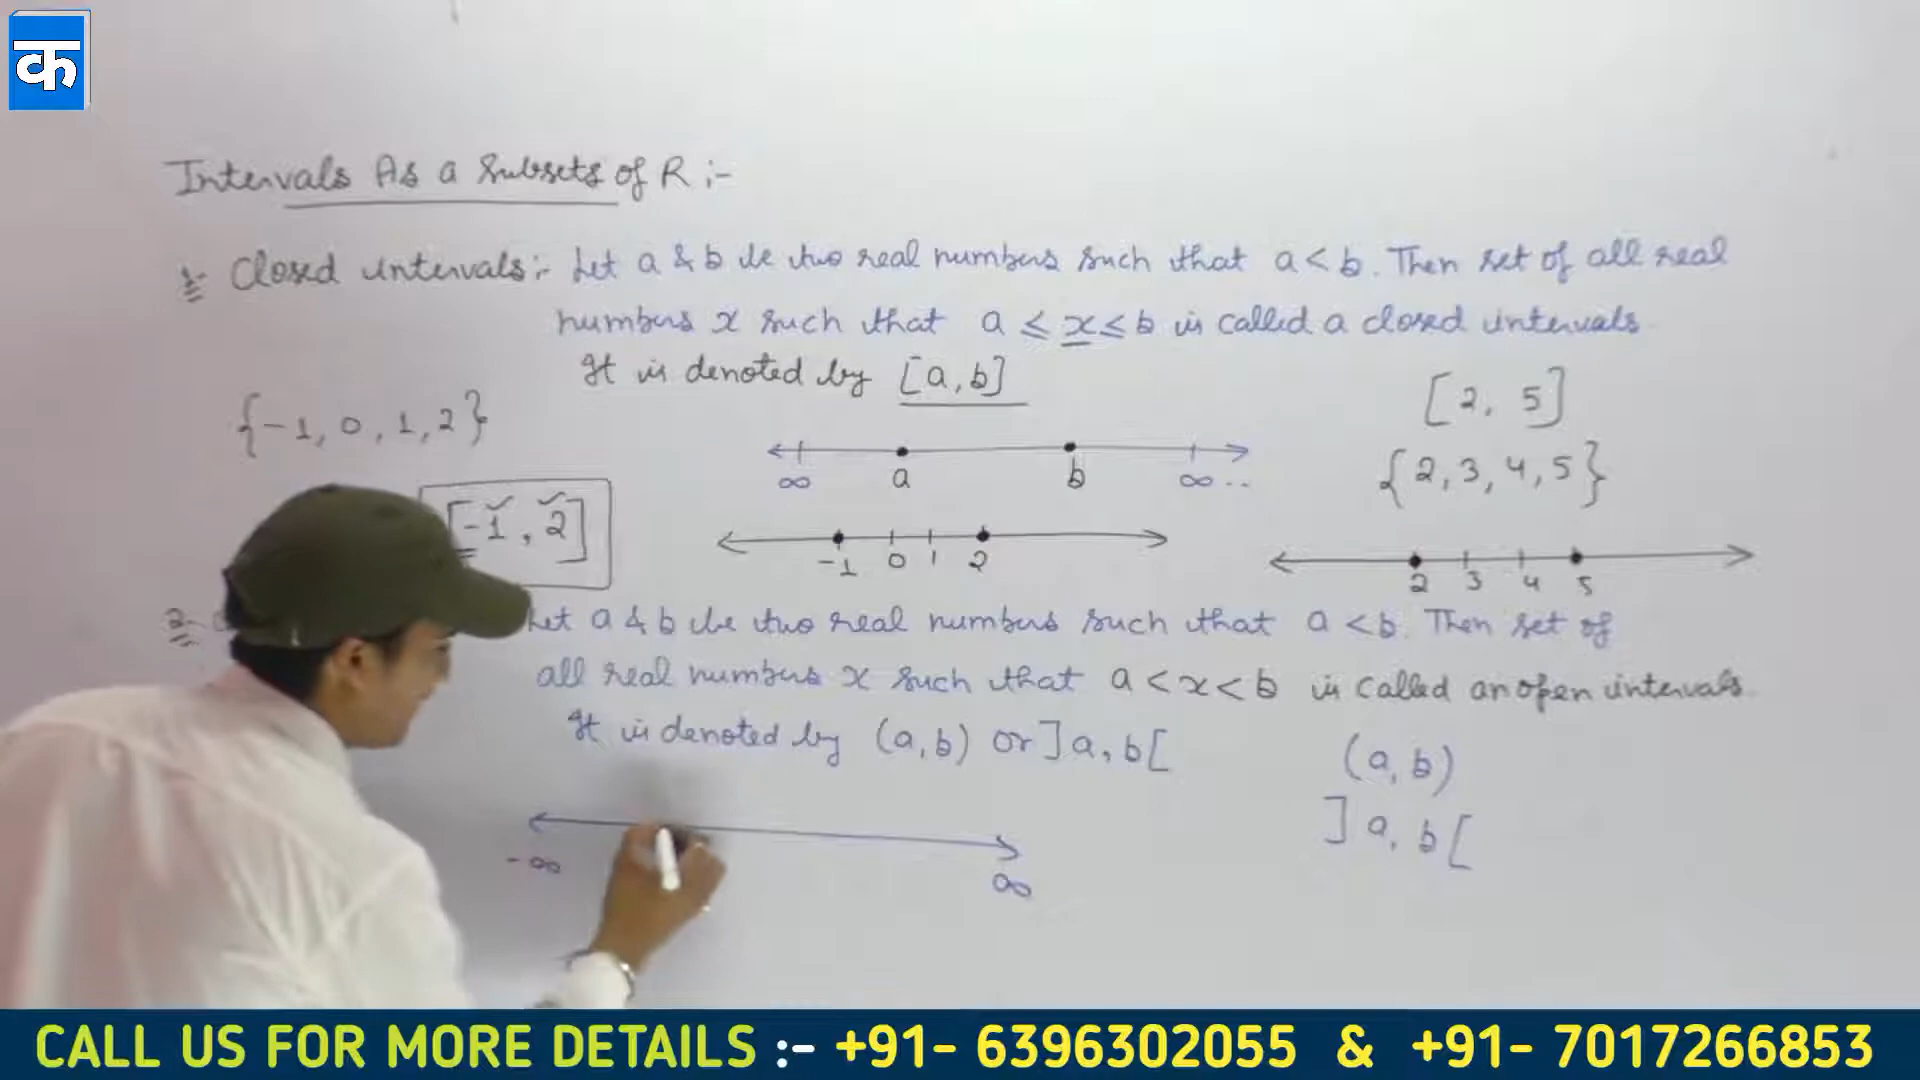 क
Intervals As a Subsets of R :-
1- Closed intervals:- Let a & b be two real numbers such that a < b. Then set of all real
numbers x such that a ≤ x ≤ b is called a closed intervals
It is denoted by [a, b]
[2, 5]
{-1, 0, 1, 2}
∞ a b ∞ ..
{2, 3, 4, 5}
[-1, 2]
-1 0 1 2
2 3 4 5
2- Let a & b be two real numbers such that a < b. Then set of
all real numbers x such that a < x < b is called an open intervals
It is denoted by (a, b) or ]a, b[
(a, b)
]a, b[
-∞ ∞
CALL US FOR MORE DETAILS :- +91- 6396302055 & +91- 7017266853